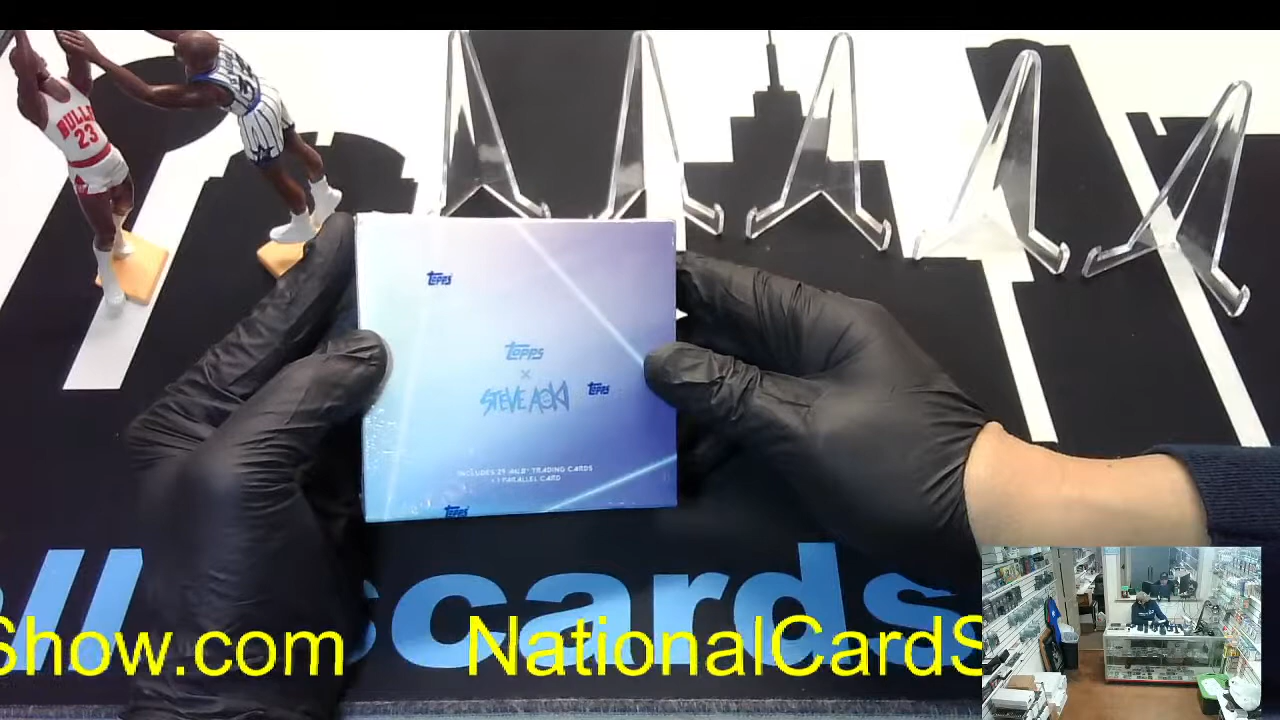 BULLS
23
TOPPS
TOPPS
×
STEVE AOKI
TOPPS
INCLUDES 29 MLB® TRADING CARDS
+ 1 PARALLEL CARD
TOPPS
ll cards
Show.com NationalCardS